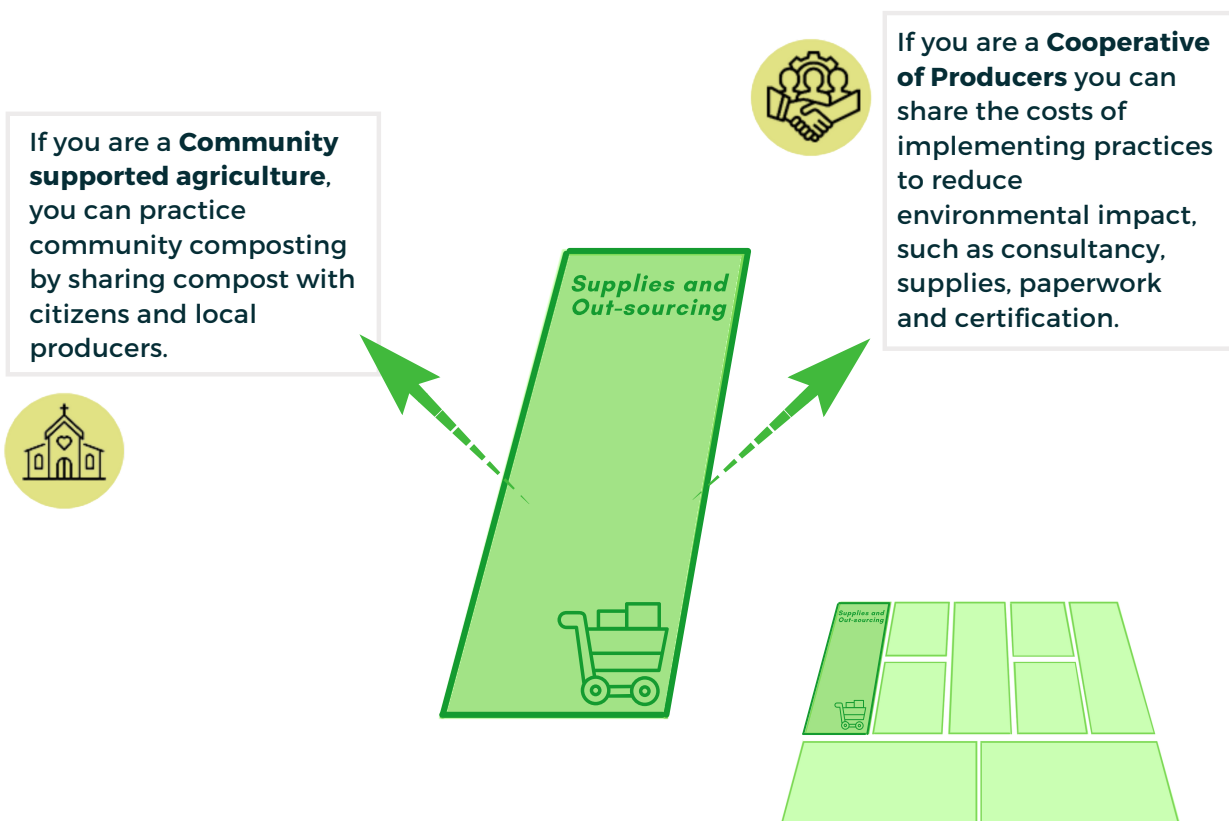 If you are a Community
supported agriculture,
you can practice
community composting
by sharing compost with
citizens and local
producers.
If you are a Cooperative
of Producers you can
share the costs of
implementing practices
to reduce
environmental impact,
such as consultancy,
supplies, paperwork
and certification.
Supplies and
Out-sourcing
Supplies and
Out-sourcing